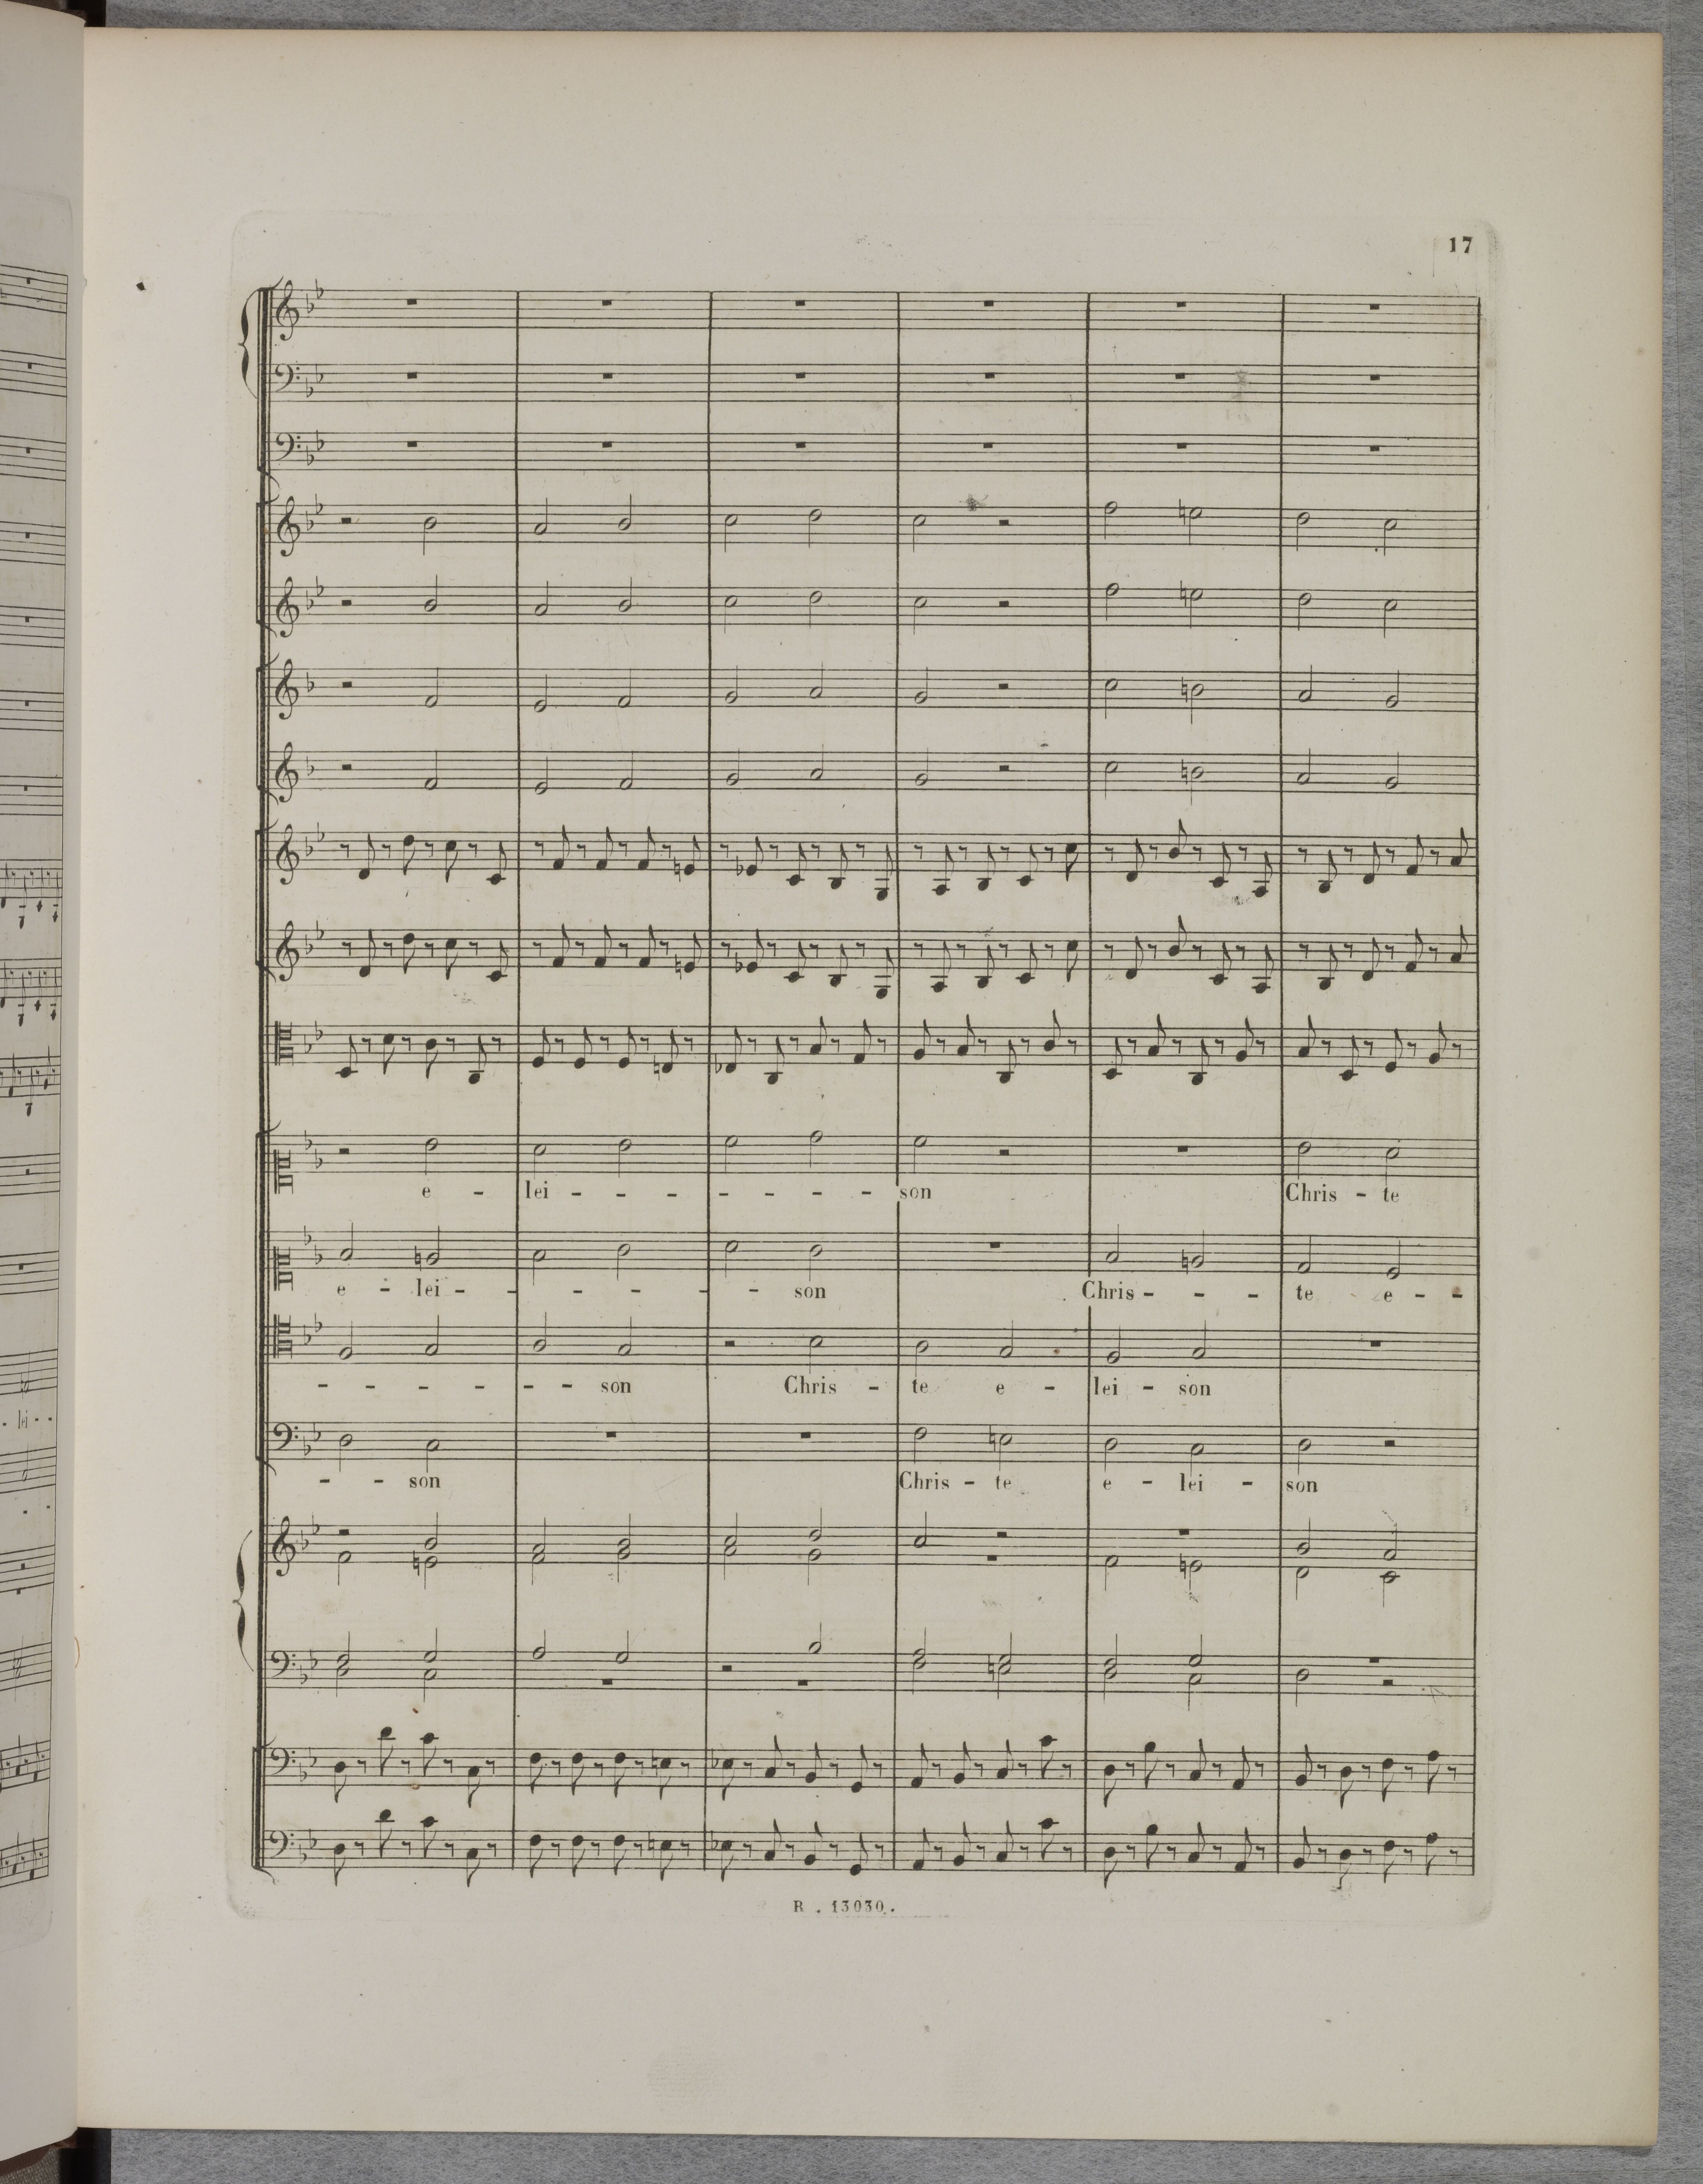 17
e - lei - - - - - - - son Chris - te
e - lei - - - - - - son Chris - - - te e - -
- - - - - - son Chris - te e - lei - son
- - son Chris - te e - lei - son
- lei - -
R . 13030.